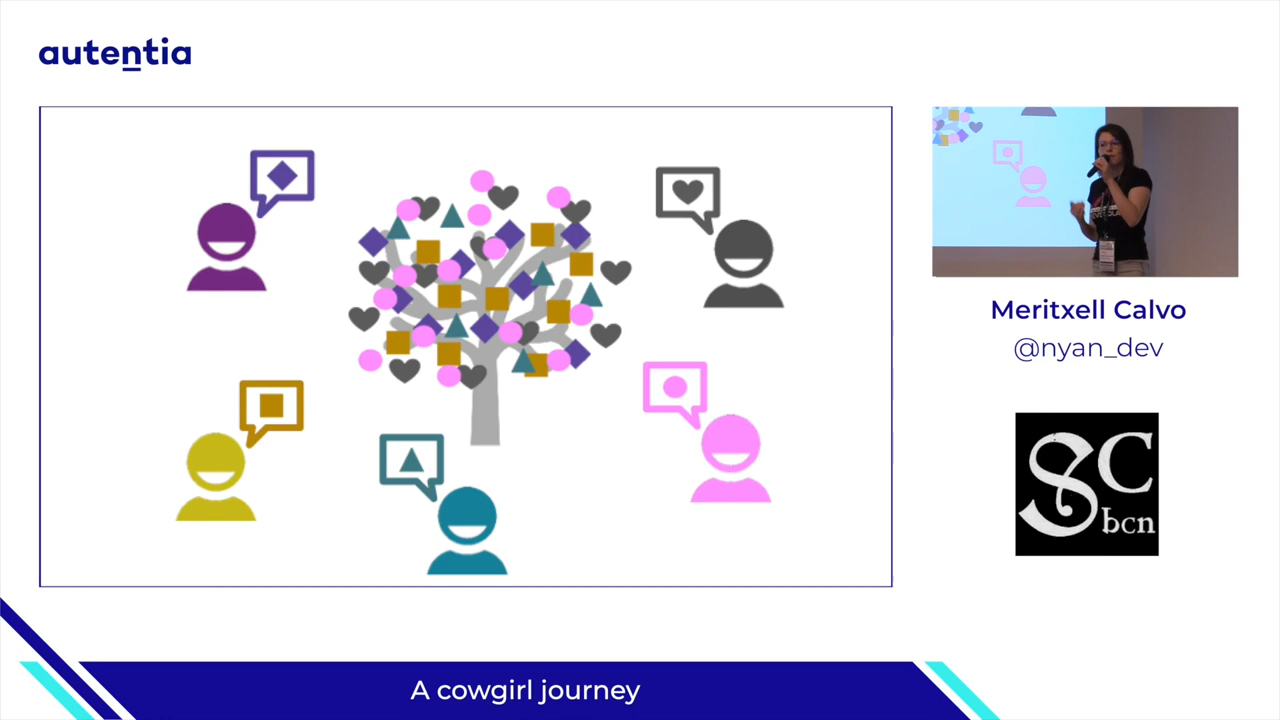 autentia
Meritxell Calvo
@nyan_dev
SC
bcn
A cowgirl journey